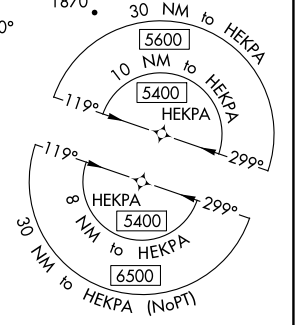 1870
0°
30 NM to HEKPA
5600
10 NM to HEKPA
5400
HEKPA
119°
299°
119°
HEKPA
299°
5400
8 NM to HEKPA
6500
30 NM to HEKPA (NoPT)